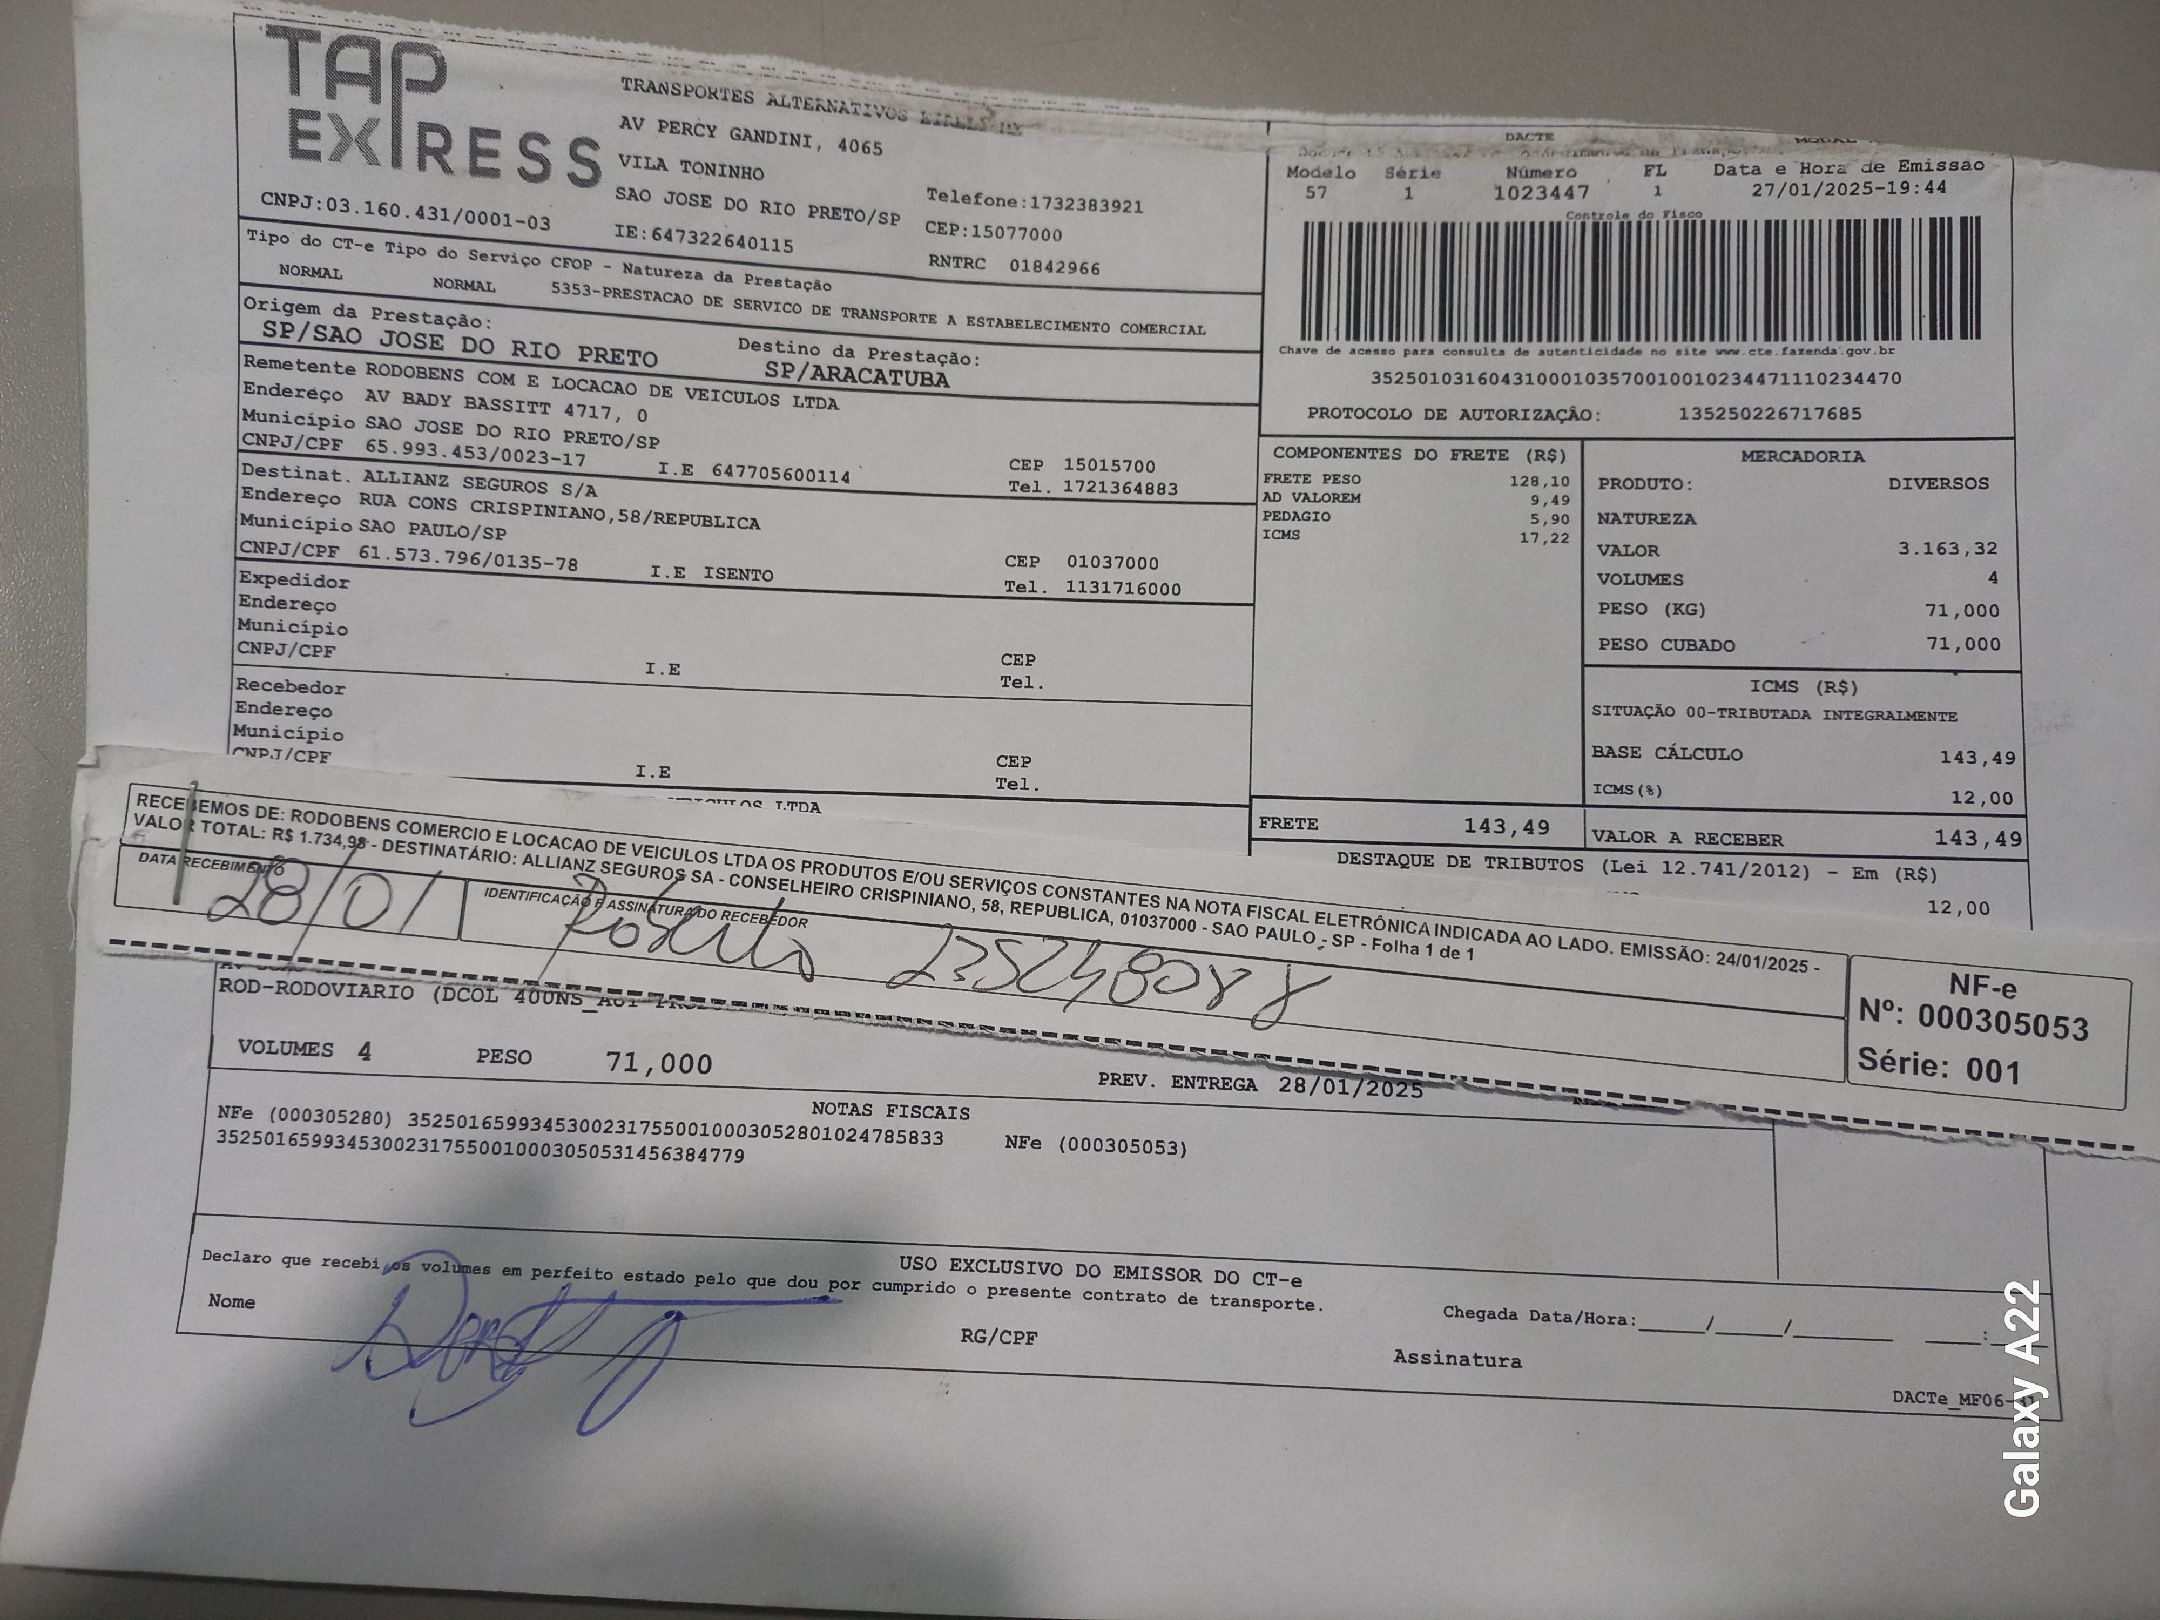 TAP
EXPRESS
TRANSPORTES ALTERNATIVOS
AV PERCY GANDINI, 4065
VILA TONINHO
SAO JOSE DO RIO PRETO/SP
Telefone:1732383921
CNPJ:03.160.431/0001-03
IE:647322640115
CEP:15077000
RNTRC 01842966
Tipo do CT-e Tipo do Serviço CFOP - Natureza da Prestação
NORMAL NORMAL 5353-PRESTACAO DE SERVICO DE TRANSPORTE A ESTABELECIMENTO COMERCIAL
Origem da Prestação:
SP/SAO JOSE DO RIO PRETO
Destino da Prestação:
SP/ARACATUBA
Remetente RODOBENS COM E LOCACAO DE VEICULOS LTDA
Endereço AV BADY BASSITT 4717, 0
Município SAO JOSE DO RIO PRETO/SP
CNPJ/CPF 65.993.453/0023-17 I.E 647705600114
CEP 15015700
Tel. 1721364883
Destinat. ALLIANZ SEGUROS S/A
Endereço RUA CONS CRISPINIANO,58/REPUBLICA
Município SAO PAULO/SP
CNPJ/CPF 61.573.796/0135-78 I.E ISENTO
CEP 01037000
Tel. 1131716000
Expedidor
Endereço
Município
CNPJ/CPF I.E
CEP
Tel.
Recebedor
Endereço
Município
CNPJ/CPF I.E
CEP
Tel.
LTDA
DACTE
Modelo Série Número FL Data e Hora de Emissão
57 1 1023447 1 27/01/2025-19:44
Controle do Fisco
Chave de acesso para consulta de autenticidade no site www.cte.fazenda.gov.br
35250103160431000103570010010234471110234470
PROTOCOLO DE AUTORIZAÇÃO: 135250226717685
COMPONENTES DO FRETE (R$)
FRETE PESO 128,10
AD VALOREM 9,49
PEDAGIO 5,90
ICMS 17,22
MERCADORIA
PRODUTO: DIVERSOS
NATUREZA
VALOR 3.163,32
VOLUMES 4
PESO (KG) 71,000
PESO CUBADO 71,000
ICMS (R$)
SITUAÇÃO 00-TRIBUTADA INTEGRALMENTE
BASE CÁLCULO 143,49
ICMS(%) 12,00
FRETE 143,49
VALOR A RECEBER 143,49
DESTAQUE DE TRIBUTOS (Lei 12.741/2012) - Em (R$)
12,00
RECEBEMOS DE: RODOBENS COMERCIO E LOCACAO DE VEICULOS LTDA OS PRODUTOS E/OU SERVIÇOS CONSTANTES NA NOTA FISCAL ELETRÔNICA INDICADA AO LADO. EMISSÃO: 24/01/2025 -
VALOR TOTAL: R$ 1.734,98 - DESTINATÁRIO: ALLIANZ SEGUROS SA - CONSELHEIRO CRISPINIANO, 58, REPUBLICA, 01037000 - SAO PAULO - SP - Folha 1 de 1
DATA RECEBIMENTO
28/01
IDENTIFICAÇÃO E ASSINATURA DO RECEBEDOR
Roberto
NF-e
Nº: 000305053
Série: 001
ROD-RODOVIARIO (DCOL 400NS
VOLUMES 4 PESO 71,000
PREV. ENTREGA 28/01/2025
NOTAS FISCAIS
NFe (000305280) 35250165993453002317550010003052801024785833 NFe (000305053)
35250165993453002317550010003050531456384779
USO EXCLUSIVO DO EMISSOR DO CT-e
Declaro que recebi os volumes em perfeito estado pelo que dou por cumprido o presente contrato de transporte.
Nome
RG/CPF
Chegada Data/Hora:____/____/______ ___:
Assinatura
DACTe_MF06-
Galaxy A22